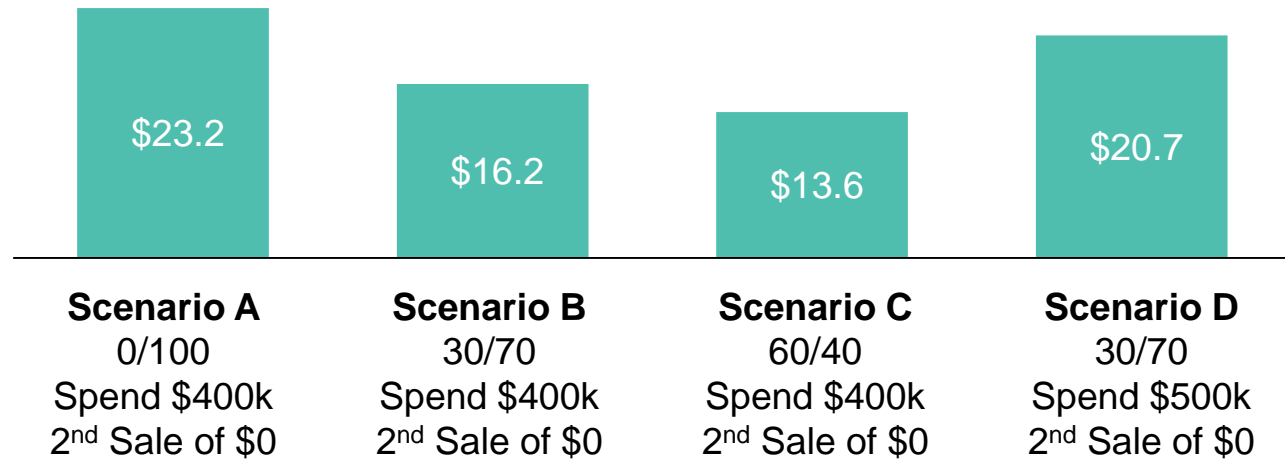 $23.2
$16.2
$13.6
$20.7
Scenario A
0/100
Spend $400k
2nd Sale of $0
Scenario B
30/70
Spend $400k
2nd Sale of $0
Scenario C
60/40
Spend $400k
2nd Sale of $0
Scenario D
30/70
Spend $500k
2nd Sale of $0